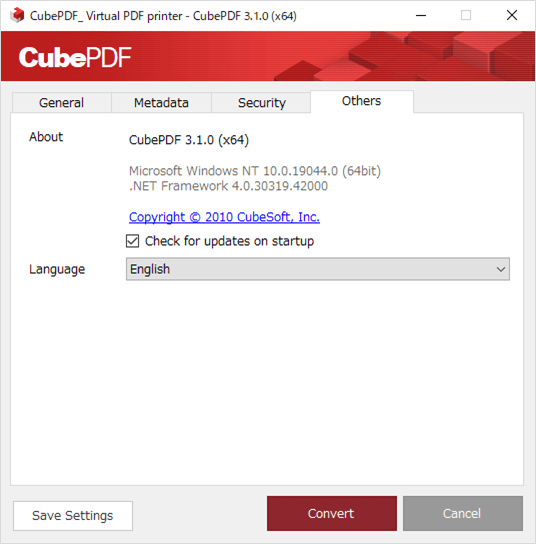 CubePDF_ Virtual PDF printer - CubePDF 3.1.0 (x64)
CubePDF
General Metadata Security Others
About CubePDF 3.1.0 (x64)
Microsoft Windows NT 10.0.19044.0 (64bit)
.NET Framework 4.0.30319.42000
Copyright © 2010 CubeSoft, Inc.
Check for updates on startup
Language English
Save Settings Convert Cancel